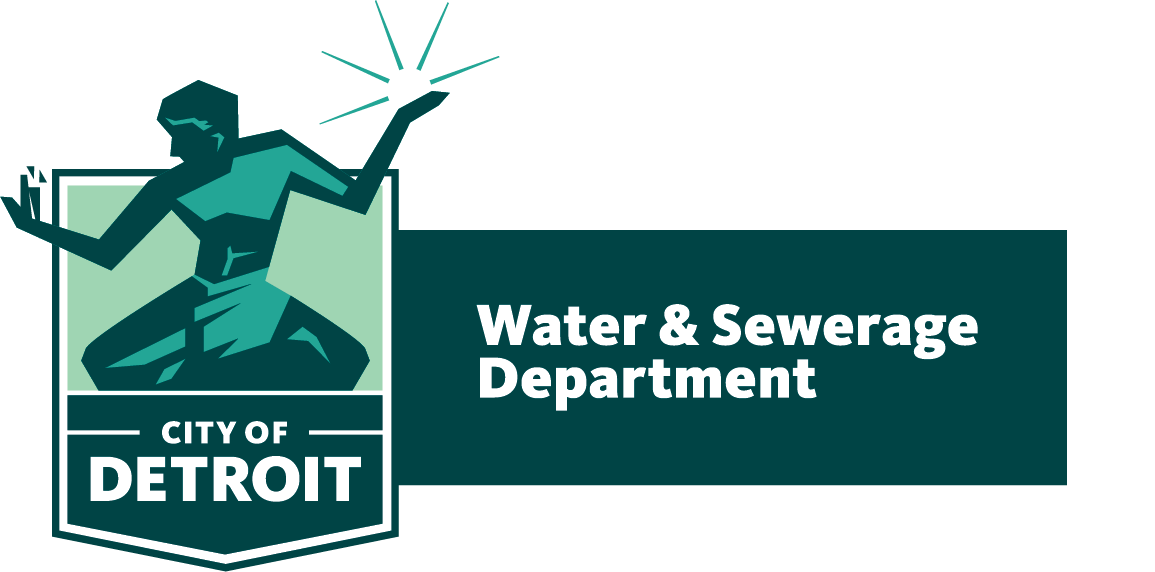 CITY OF
DETROIT
Water & Sewerage
Department